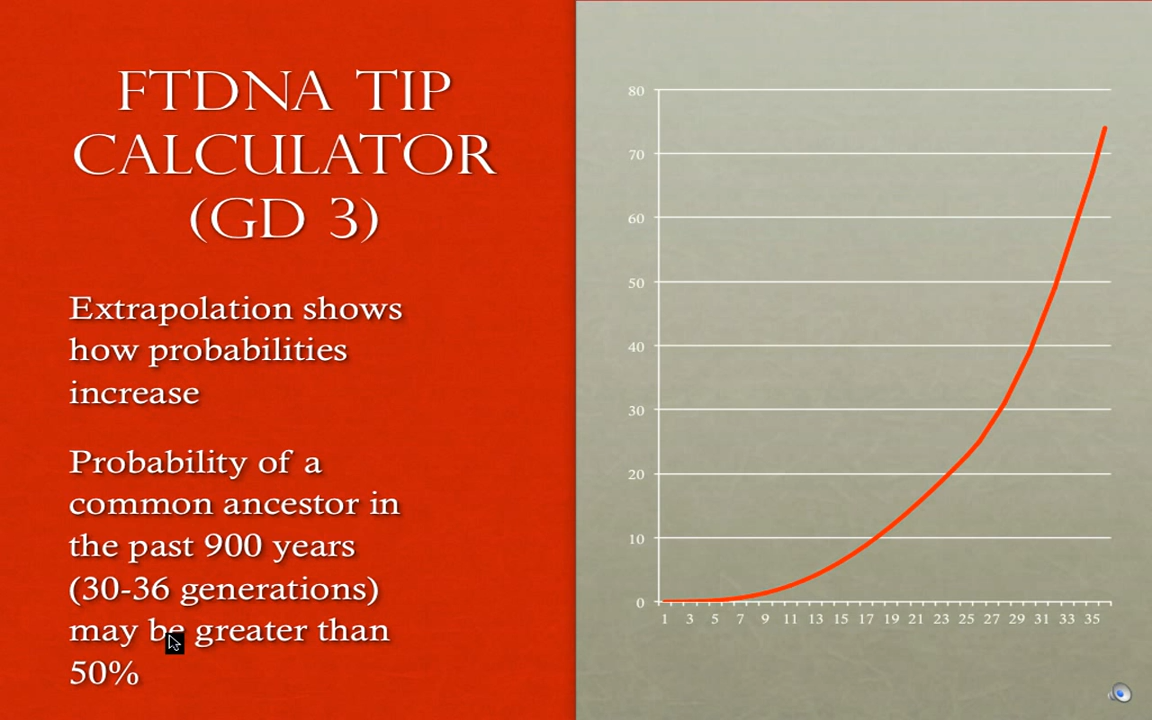 FTDNA TIP
CALCULATOR
(GD 3)
Extrapolation shows
how probabilities
increase
Probability of a
common ancestor in
the past 900 years
(30-36 generations)
may be greater than
50%
80
70
60
50
40
30
20
10
0
1 3 5 7 9 11 13 15 17 19 21 23 25 27 29 31 33 35